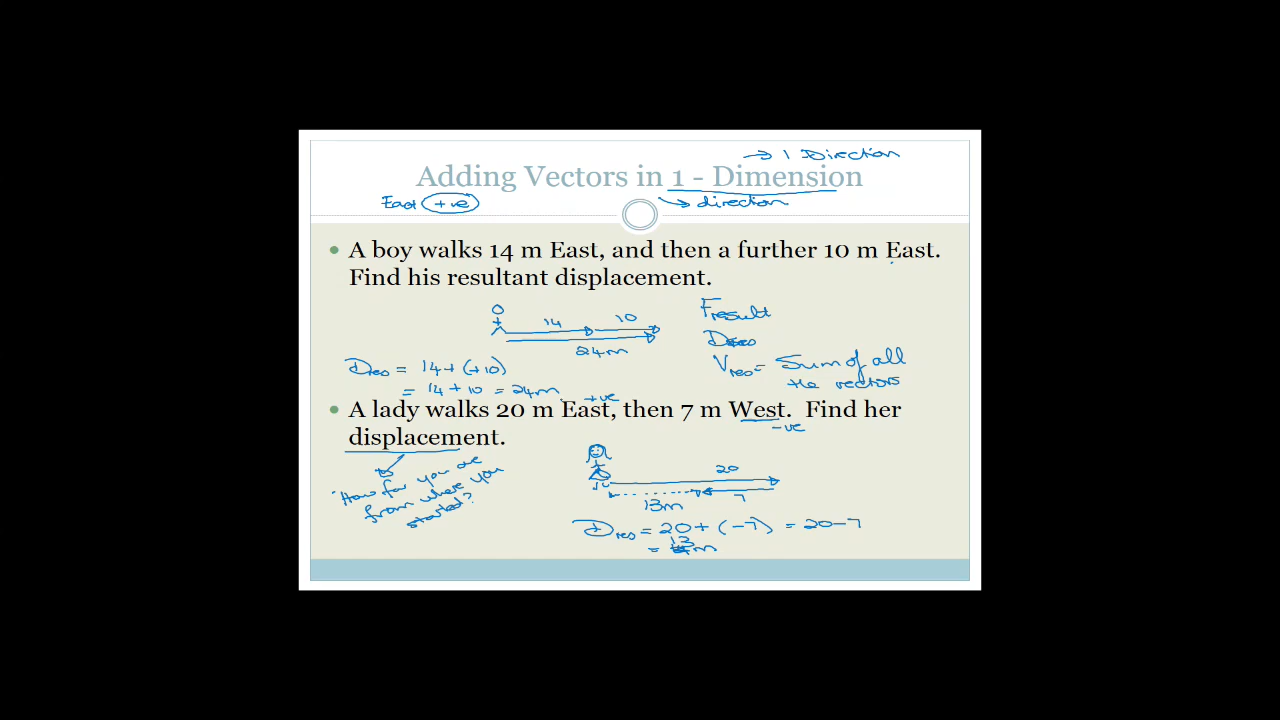 → 1 Direction
Adding Vectors in 1 - Dimension
East +ve
→ direction
• A boy walks 14 m East, and then a further 10 m East.
Find his resultant displacement.
14 10
24m
Fresult
Dres
Vres = Sum of all
the vectors
Dres = 14 + (+10)
= 14 + 10 = 24m
+ve
• A lady walks 20 m East, then 7 m West. Find her
-ve
displacement.
"How far you are
from where you
started?
20
7
13m
Dres = 20 + (-7) = 20-7
= 13m